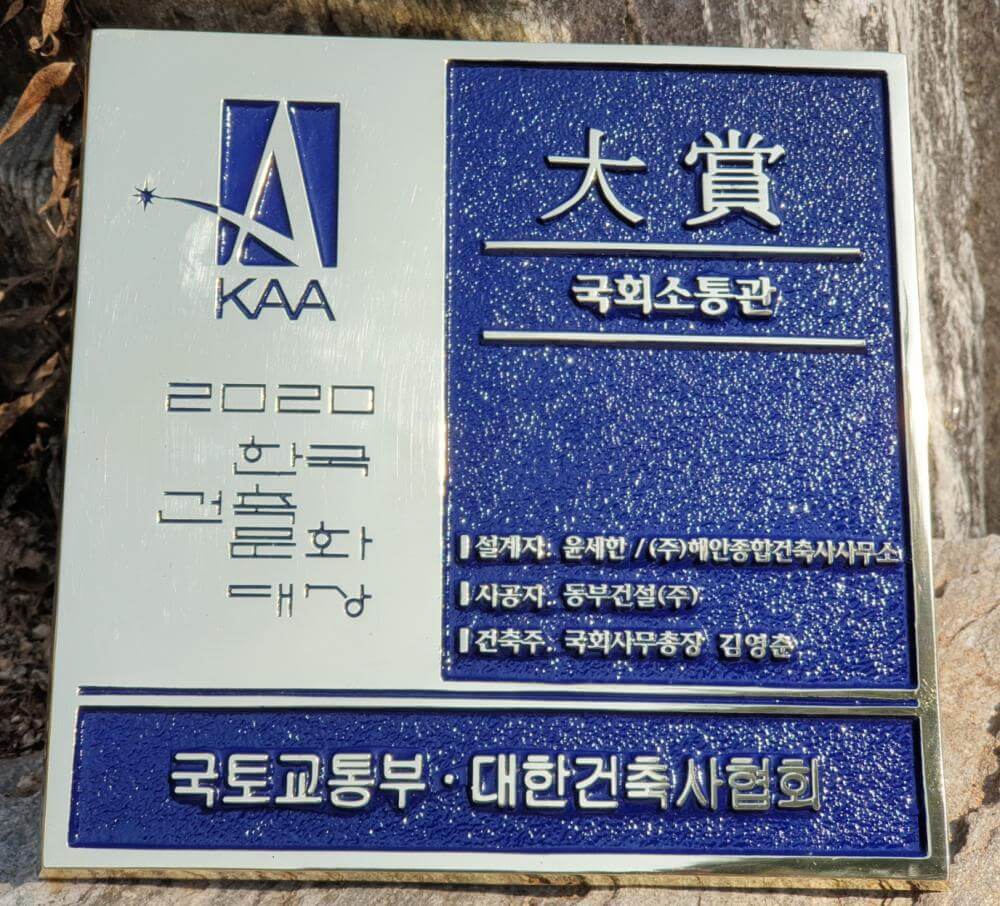 KAA
2020
한국
건축
문화
대상
大賞
국회소통관
설계자: 윤세한 / (주)해안종합건축사사무소
시공자: 동부건설(주)
건축주: 국회사무총장 김영춘
국토교통부·대한건축사협회